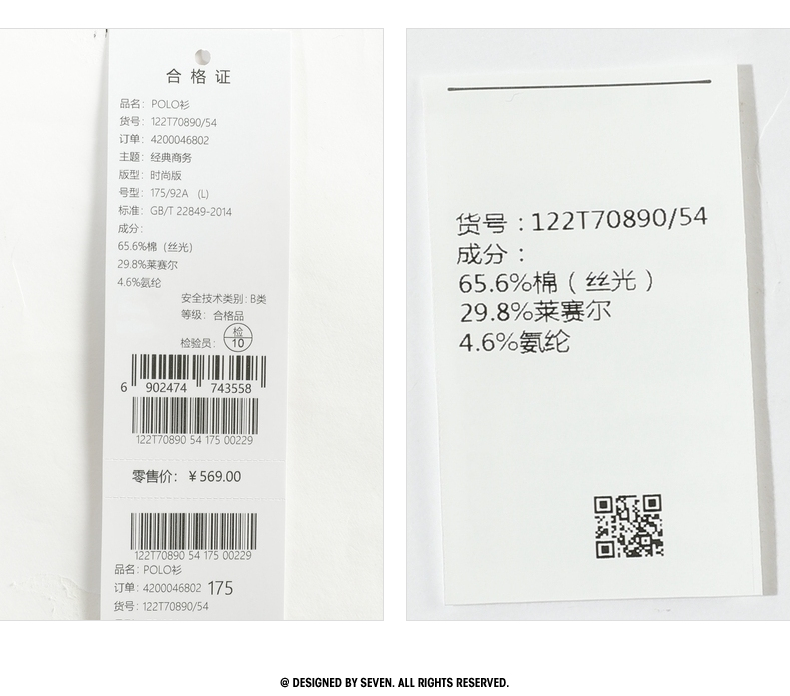 合格证
品名: POLO衫
货号: 122T70890/54
订单: 4200046802
主题: 经典商务
版型: 时尚版
号型: 175/92A (L)
标准: GB/T 22849-2014
成分:
65.6%棉（丝光）
29.8%莱赛尔
4.6%氨纶
安全技术类别: B类
等级: 合格品
检验员: 检 10
6 902474 743558
122T70890 54 175 00229
零售价: ¥569.00
122T70890 54 175 00229
品名: POLO衫
订单: 4200046802 175
货号: 122T70890/54
货号：122T70890/54
成分：
65.6%棉（丝光）
29.8%莱赛尔
4.6%氨纶
@ DESIGNED BY SEVEN. ALL RIGHTS RESERVED.